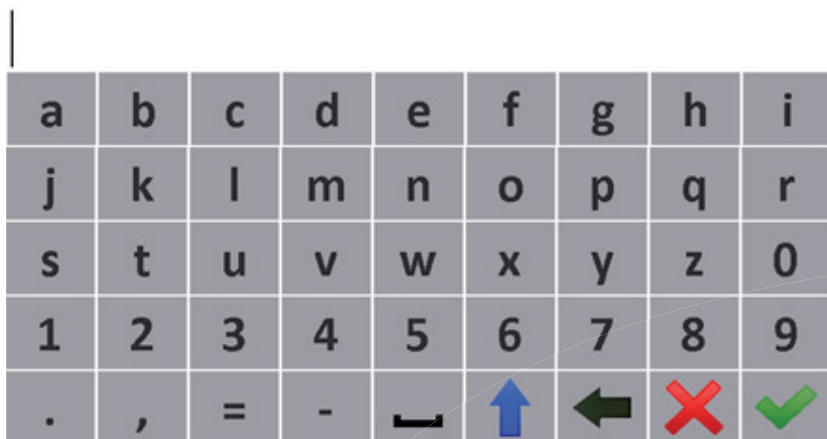 a b c d e f g h i
j k l m n o p q r
s t u v w x y z 0
1 2 3 4 5 6 7 8 9
. , = -